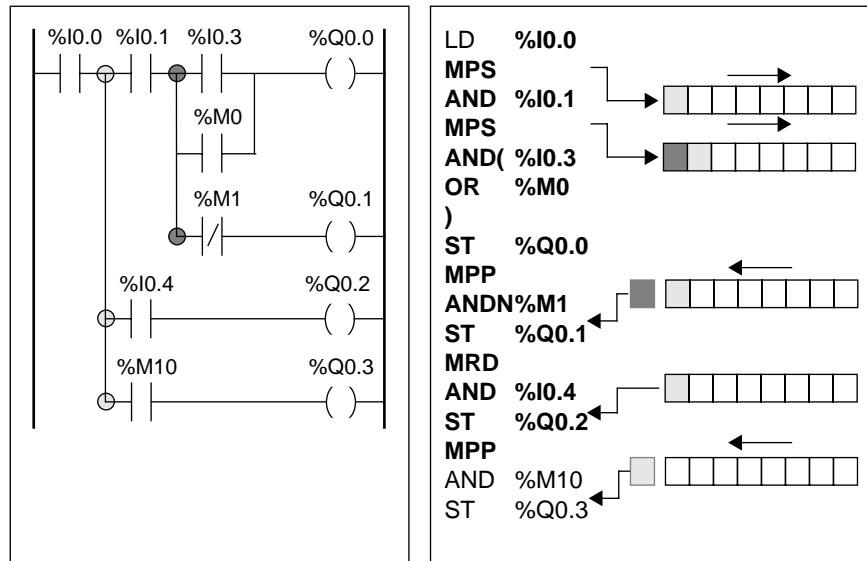 %I0.0 %I0.1 %I0.3 %Q0.0
%M0
%M1 %Q0.1
%I0.4 %Q0.2
%M10 %Q0.3
LD %I0.0
MPS
AND %I0.1
MPS
AND( %I0.3
OR %M0
)
ST %Q0.0
MPP
ANDN%M1
ST %Q0.1
MRD
AND %I0.4
ST %Q0.2
MPP
AND %M10
ST %Q0.3